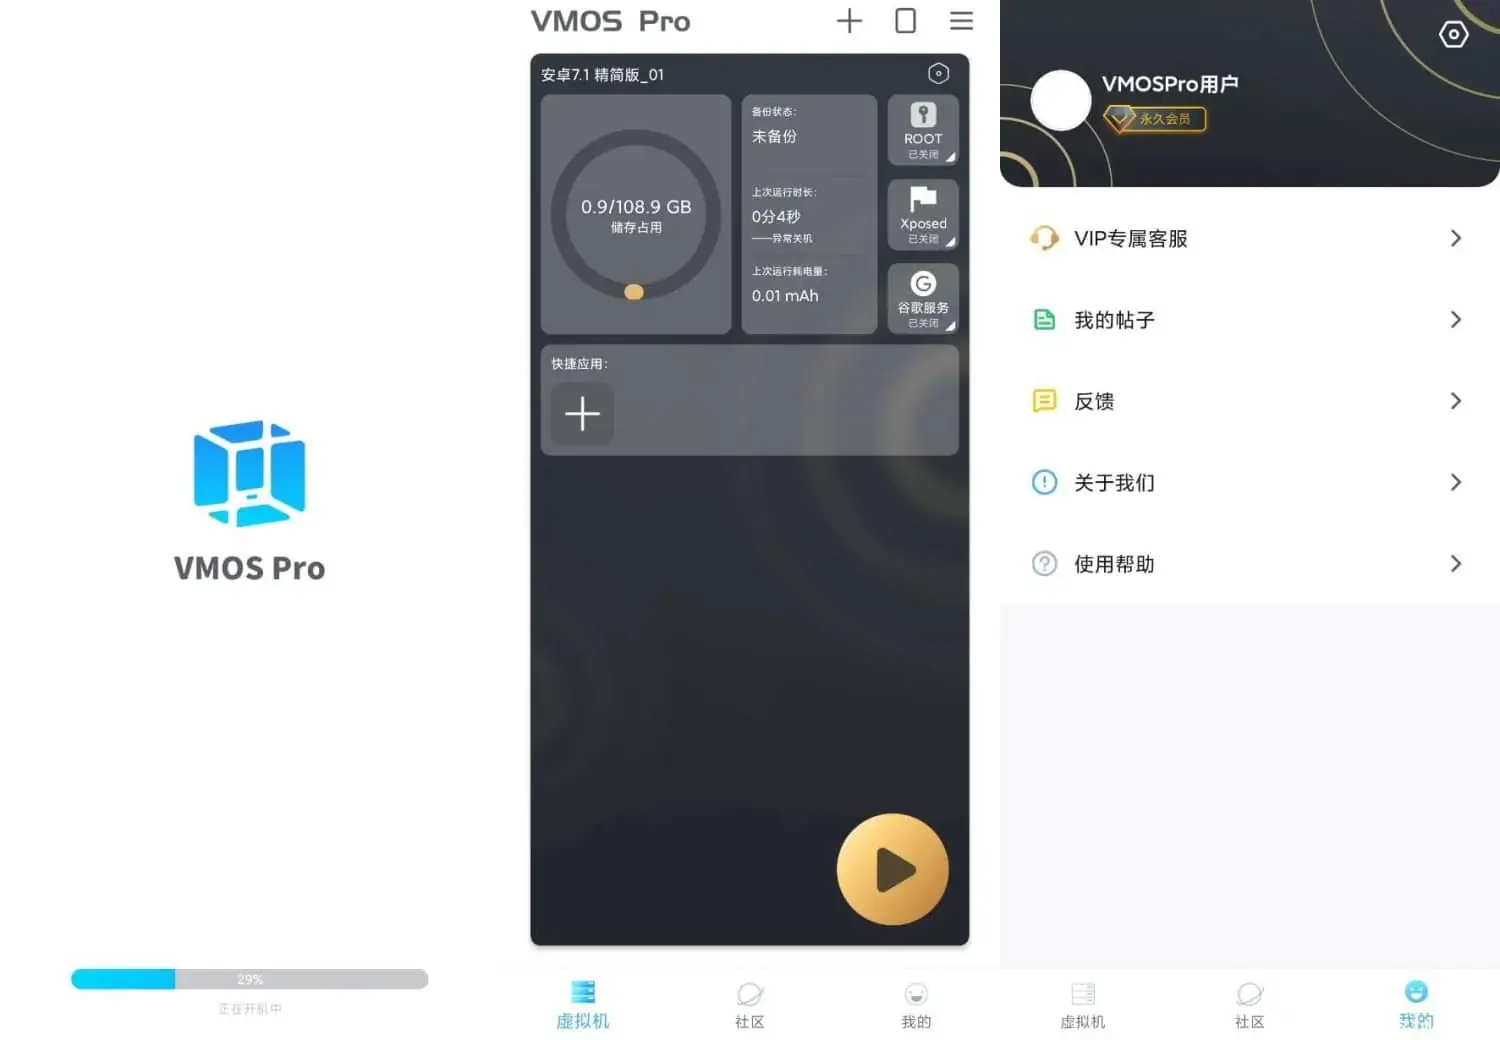 VMOS Pro
29%
正在开机中
VMOS Pro
安卓7.1 精简版_01
0.9/108.9 GB
储存占用
备份状态:
未备份
上次运行时长:
0分4秒
——异常关机
上次运行耗电量:
0.01 mAh
ROOT
已关闭
Xposed
已关闭
G
谷歌服务
已关闭
快捷应用:
虚拟机
社区
我的
VMOSPro用户
永久会员
VIP专属客服
我的帖子
反馈
关于我们
使用帮助
虚拟机
社区
我的